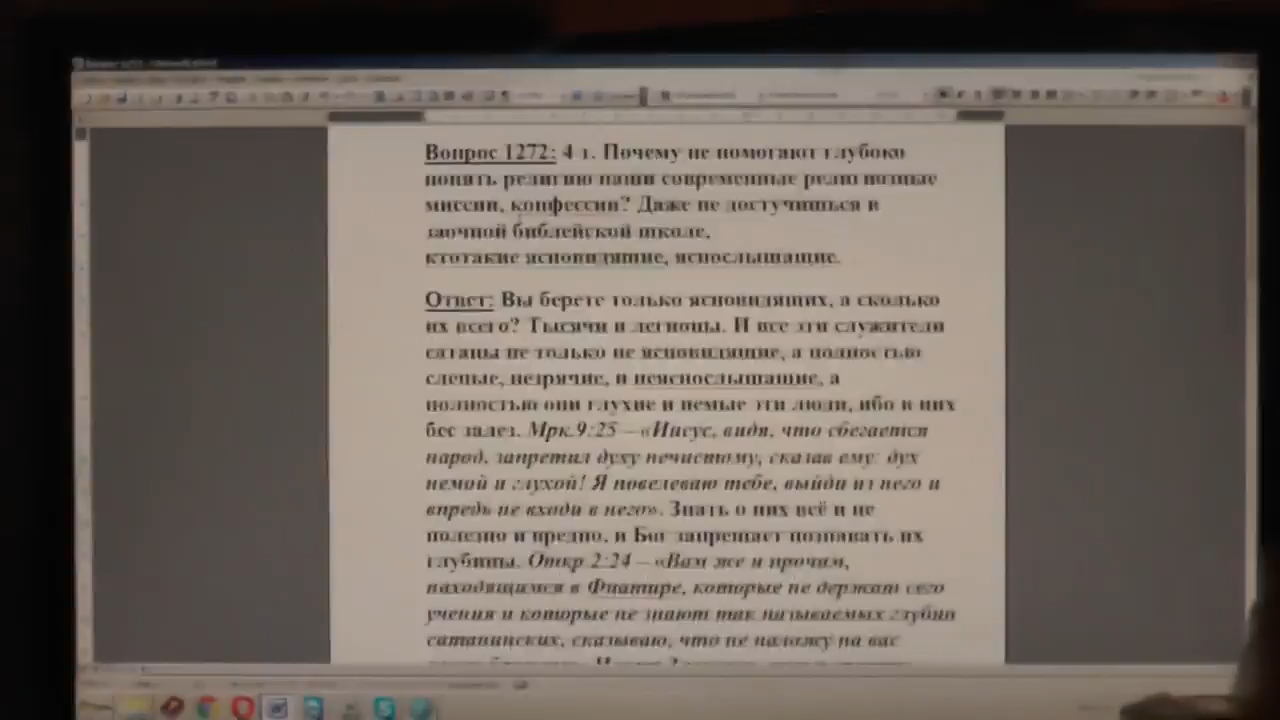 Вопрос 1272: 4 т. Почему не помогают глубоко
понять религию наши современные религиозные
миссии, конфессии? Даже не достучишься в
заочной библейской школе.
ктотакие ясновидящие, яснослышащие.
Ответ: Вы берете только ясновидящих, а сколько
их всего? Тысячи и легионы. И все эти служители
сатаны не только не ясновидящие, а полностью
слепые, незрячие, и неяснослышащие, а
полностью они глухие и немые эти люди, ибо в них
бес залез. Мрк.9:25 – «Иисус, видя, что сбегается
народ, запретил духу нечистому, сказав ему: дух
немой и глухой! Я повелеваю тебе, выйди из него и
впредь не входи в него». Знать о них всё и не
полезно и вредно, и Бог запрещает познавать их
глубины. Откр.2:24 – «Вам же и прочим,
находящимся в Фиатире, которые не держат сего
учения и которые не знают так называемых глубин
сатанинских, сказываю, что не наложу на вас